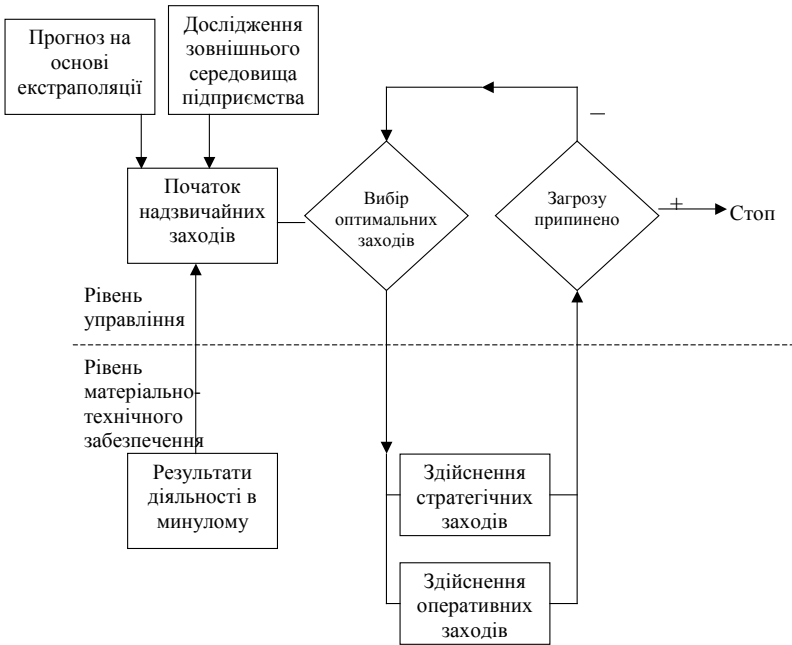 Прогноз на
основі
екстраполяції
Дослідження
зовнішнього
середовища
підприємства
Початок
надзвичайних
заходів
Вибір
оптимальних
заходів
Загрозу
припинено
–
+
Стоп
Рівень
управління
Рівень
матеріально-
технічного
забезпечення
Результати
діяльності в
минулому
Здійснення
стратегічних
заходів
Здійснення
оперативних
заходів